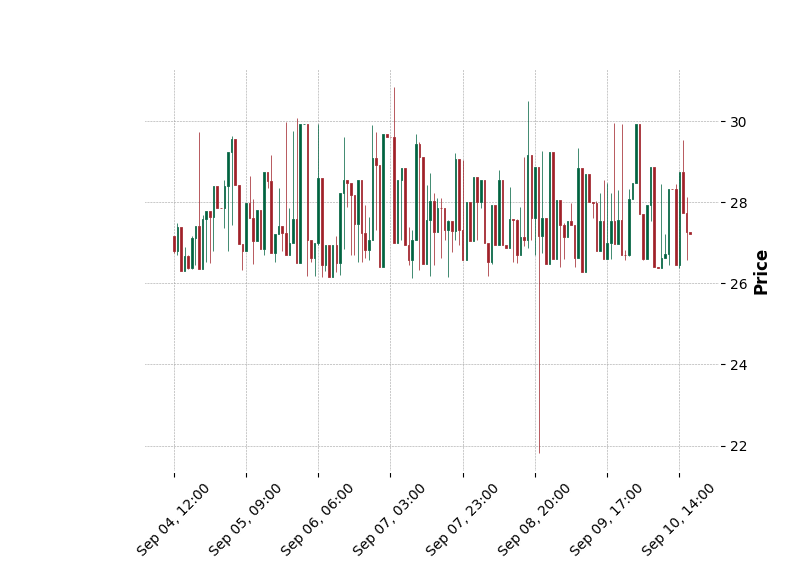 30
28
26
24
22
Price
Sep 04, 12:00
Sep 05, 09:00
Sep 06, 06:00
Sep 07, 03:00
Sep 07, 23:00
Sep 08, 20:00
Sep 09, 17:00
Sep 10, 14:00